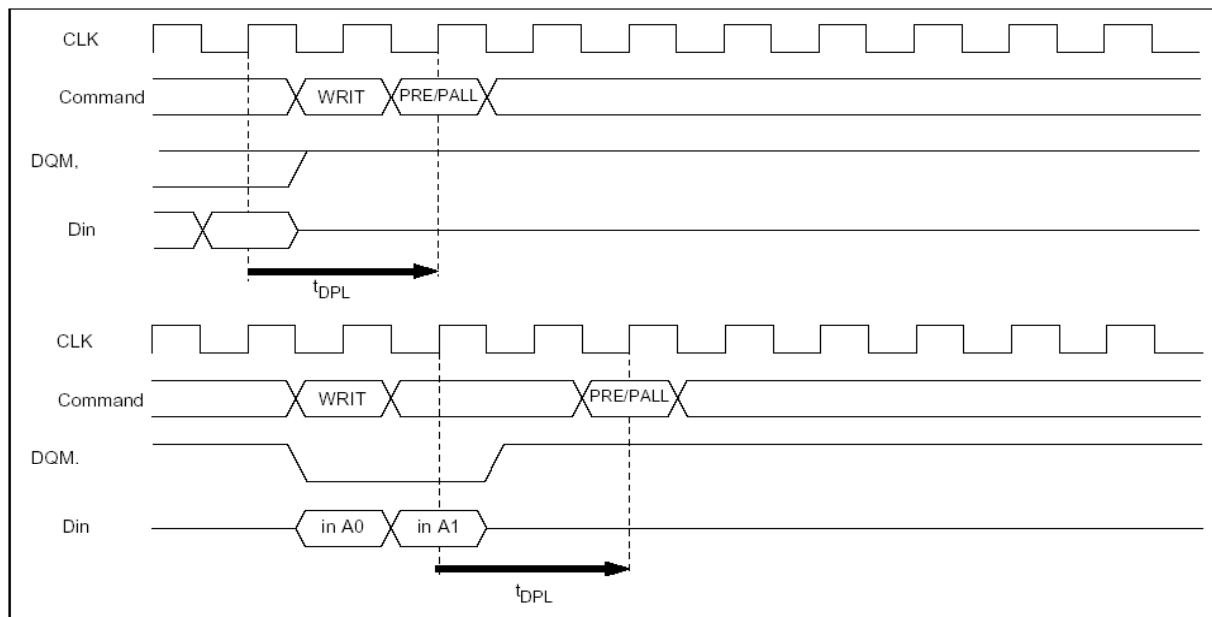 CLK
Command
WRIT
PRE/PALL
DQM,
Din
tDPL
CLK
Command
WRIT
PRE/PALL
DQM.
Din
in A0
in A1
tDPL